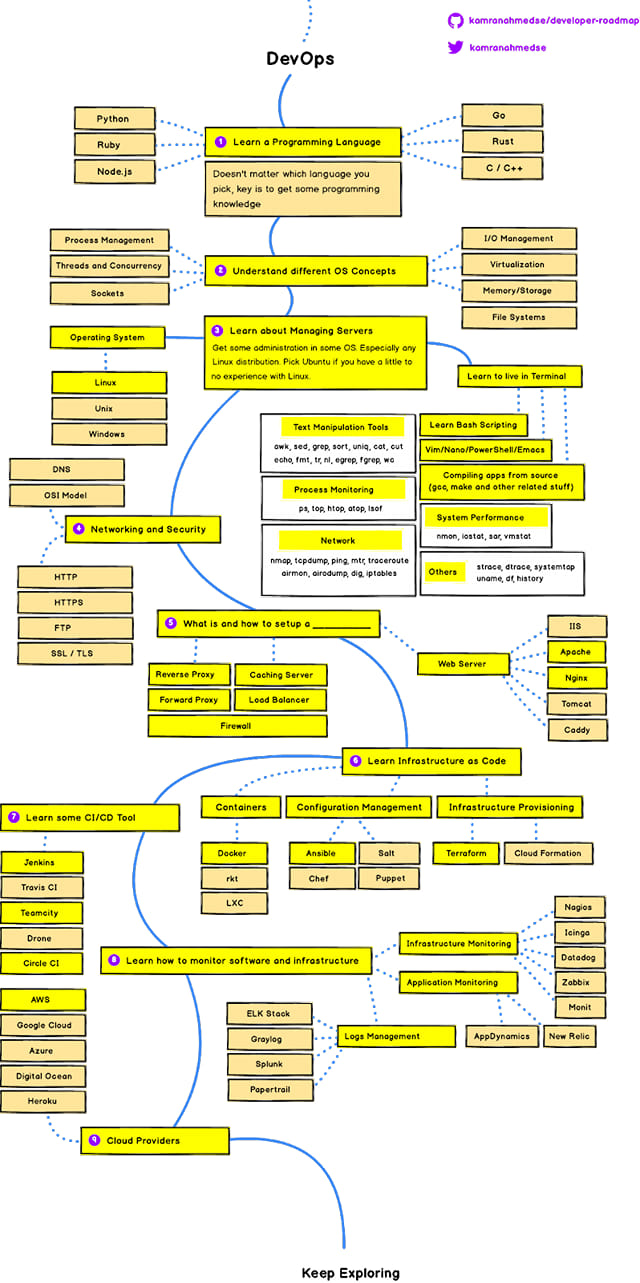 kamranahmedse/developer-roadmap
kamranahmedse
DevOps
Python
Ruby
Node.js
1 Learn a Programming Language
Doesn't matter which language you
pick, key is to get some programming
knowledge
Go
Rust
C / C++
Process Management
Threads and Concurrency
Sockets
2 Understand different OS Concepts
I/O Management
Virtualization
Memory/Storage
File Systems
3 Learn about Managing Servers
Get some administration in some OS. Especially any
Linux distribution. Pick Ubuntu if you have a little to
no experience with Linux.
Operating System
Linux
Unix
Windows
Learn to live in Terminal
Text Manipulation Tools
awk, sed, grep, sort, uniq, cat, cut
echo, fmt, tr, nl, egrep, fgrep, wc
Process Monitoring
ps, top, htop, atop, lsof
Network
nmap, tcpdump, ping, mtr, traceroute
airmon, airodump, dig, iptables
Learn Bash Scripting
Vim/Nano/PowerShell/Emacs
Compiling apps from source
(gcc, make and other related stuff)
System Performance
nmon, iostat, sar, vmstat
Others
strace, dtrace, systemtap
uname, df, history
DNS
OSI Model
4 Networking and Security
HTTP
HTTPS
FTP
SSL / TLS
5 What is and how to setup a ___________
Reverse Proxy
Caching Server
Forward Proxy
Load Balancer
Firewall
Web Server
IIS
Apache
Nginx
Tomcat
Caddy
6 Learn Infrastructure as Code
Containers
Docker
rkt
LXC
Configuration Management
Ansible
Salt
Chef
Puppet
Infrastructure Provisioning
Terraform
Cloud Formation
7 Learn some CI/CD Tool
Jenkins
Travis CI
Teamcity
Drone
Circle CI
8 Learn how to monitor software and infrastructure
Infrastructure Monitoring
Nagios
Icinga
Datadog
Zabbix
Monit
Application Monitoring
AppDynamics
New Relic
Logs Management
ELK Stack
Graylog
Splunk
Papertrail
AWS
Google Cloud
Azure
Digital Ocean
Heroku
9 Cloud Providers
Keep Exploring